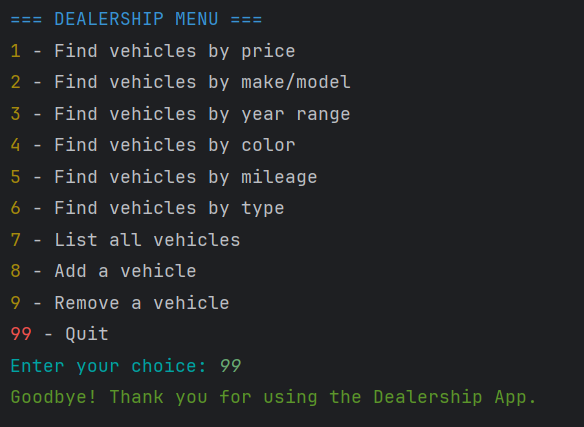 === DEALERSHIP MENU ===
1 - Find vehicles by price
2 - Find vehicles by make/model
3 - Find vehicles by year range
4 - Find vehicles by color
5 - Find vehicles by mileage
6 - Find vehicles by type
7 - List all vehicles
8 - Add a vehicle
9 - Remove a vehicle
99 - Quit
Enter your choice: 99
Goodbye! Thank you for using the Dealership App.